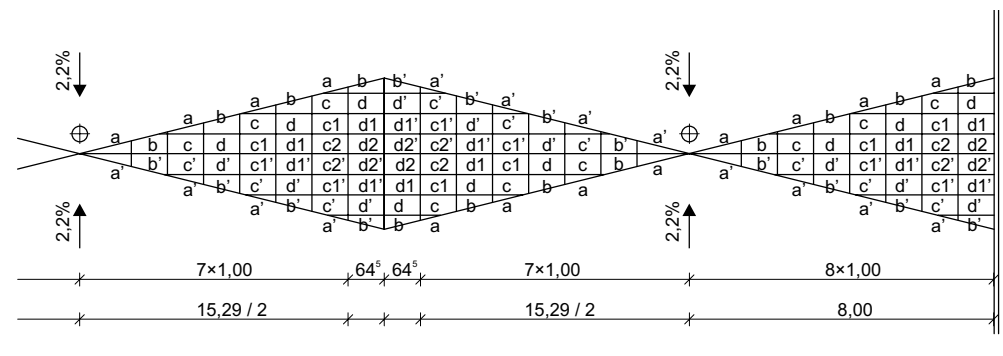 2,2% 2,2%
a b b' a' a b
a b c d d' c' b' a' a b c d
a b c d c1 d1 d1' c1' d' c' b' a' a b c d c1 d1
a b c d c1 d1 c2 d2 d2' c2' d1' c1' d' c' b' a' a b c d c1 d1 c2 d2
a' b' c' d' c1' d1' c2' d2' d2 c2 d1 c1 d c b a a' b' c' d' c1' d1' c2' d2'
a' b' c' d' c1' d1' d1 c1 d c b a a' b' c' d' c1' d1'
a' b' c' d' d c b a a' b' c' d'
a' b' b a a' b'
2,2% 2,2%
7×1,00 64⁵ 64⁵ 7×1,00 8×1,00
15,29 / 2 15,29 / 2 8,00